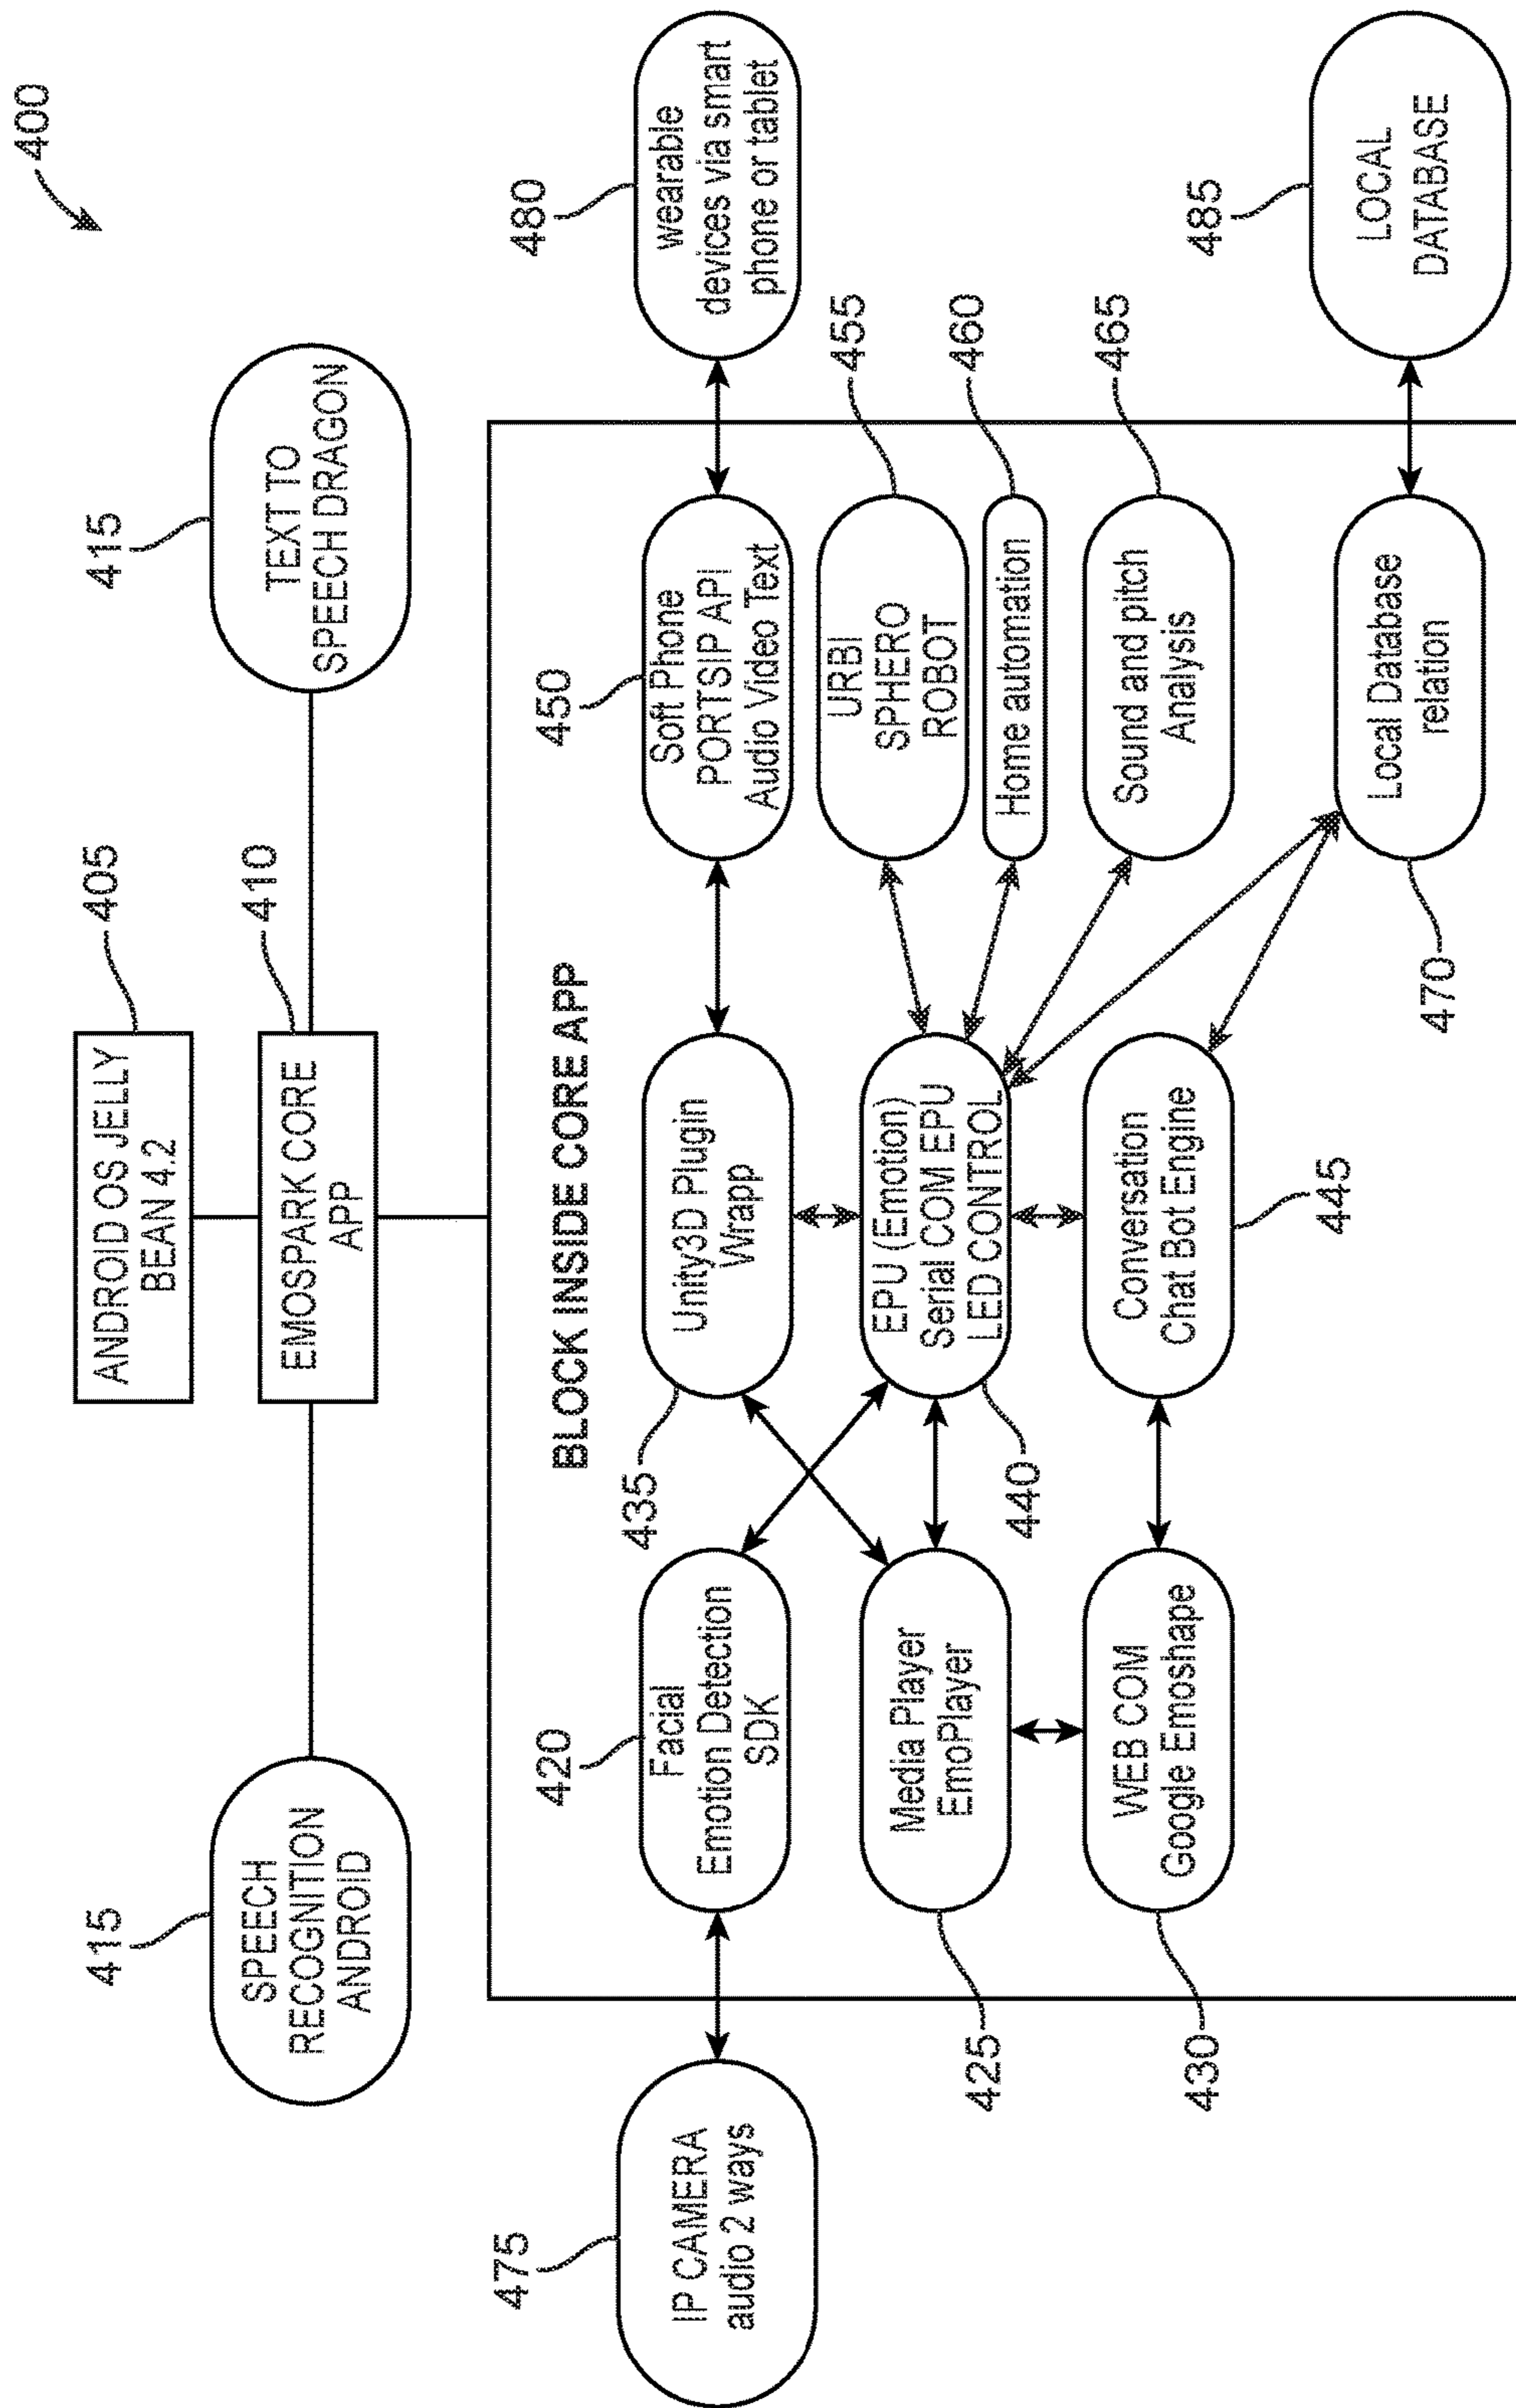 400
405
ANDROID OS JELLY
BEAN 4.2
410
EMOSPARK CORE
APP
415
SPEECH
RECOGNITION
ANDROID
415
TEXT TO
SPEECH DRAGON
BLOCK INSIDE CORE APP
475
IP CAMERA
audio 2 ways
420
Facial
Emotion Detection
SDK
435
Unity3D Plugin
Wrapp
450
Soft Phone
PORTSIP API
Audio Video Text
480
wearable
devices via smart
phone or tablet
425
Media Player
EmoPlayer
440
EPU (Emotion)
Serial COM EPU
LED CONTROL
455
URBI
SPHERO
ROBOT
460
Home automation
430
WEB COM
Google Emoshape
445
Conversation
Chat Bot Engine
465
Sound and pitch
Analysis
470
Local Database
relation
485
LOCAL
DATABASE